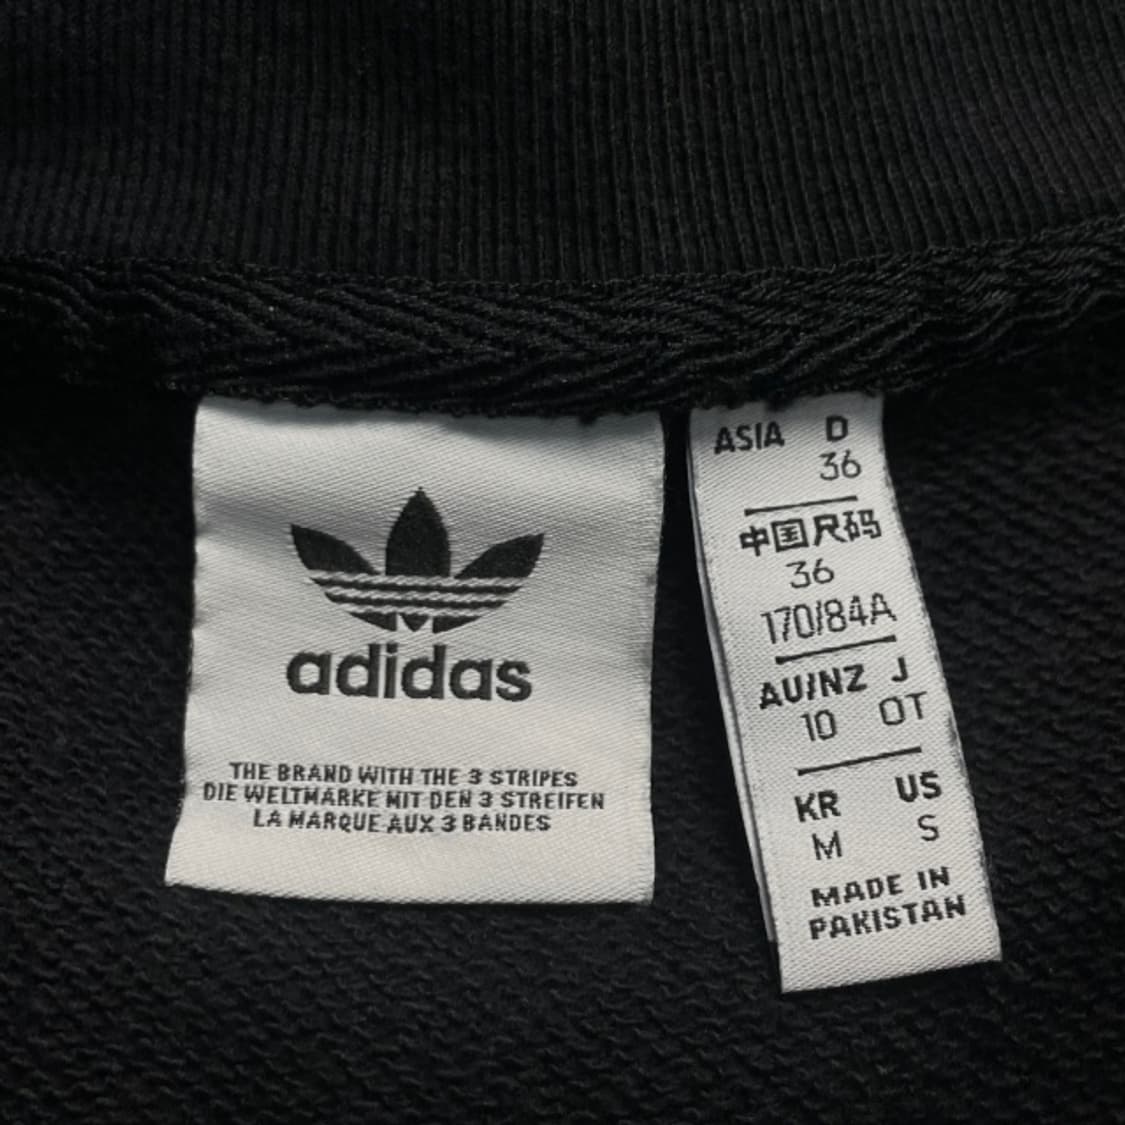 adidas
THE BRAND WITH THE 3 STRIPES
DIE WELTMARKE MIT DEN 3 STREIFEN
LA MARQUE AUX 3 BANDES
ASIA D
36
中国尺码
36
170/84A
AU/NZ J
10 OT
KR US
M S
MADE IN
PAKISTAN